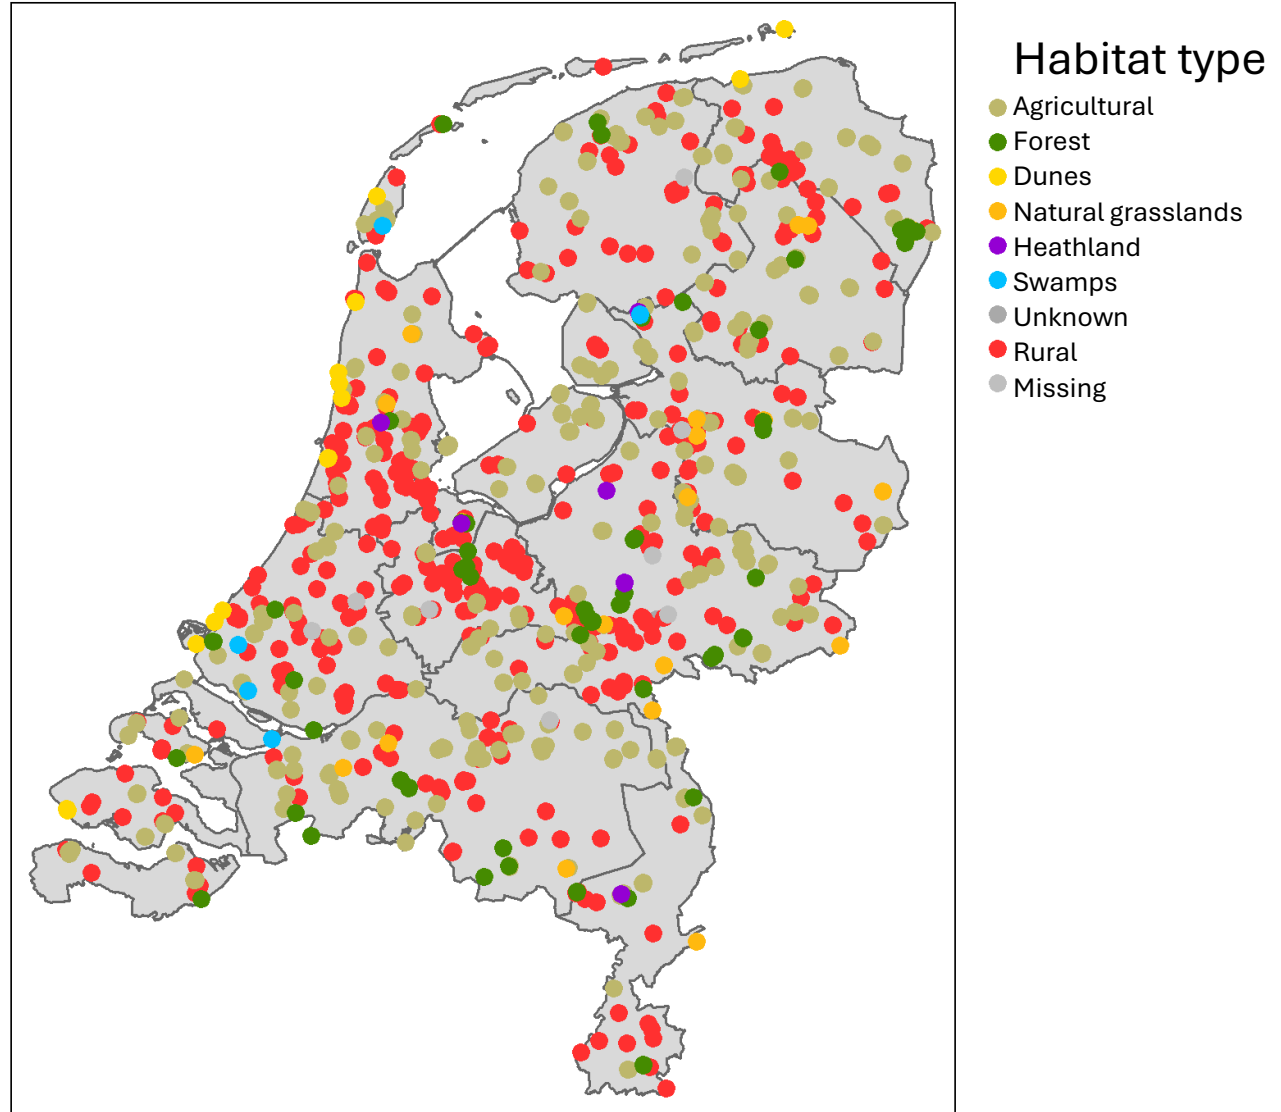 Habitat type
Agricultural
Forest
Dunes
Natural grasslands
Heathland
Swamps
Unknown
Rural
Missing